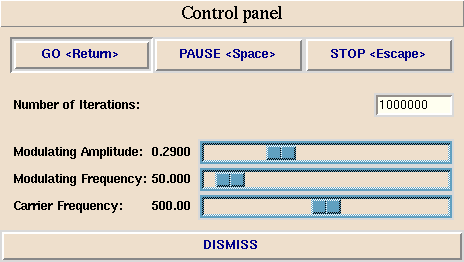 Control panel
GO <Return> PAUSE <Space> STOP <Escape>
Number of Iterations: 1000000
Modulating Amplitude: 0.2900
Modulating Frequency: 50.000
Carrier Frequency: 500.00
DISMISS